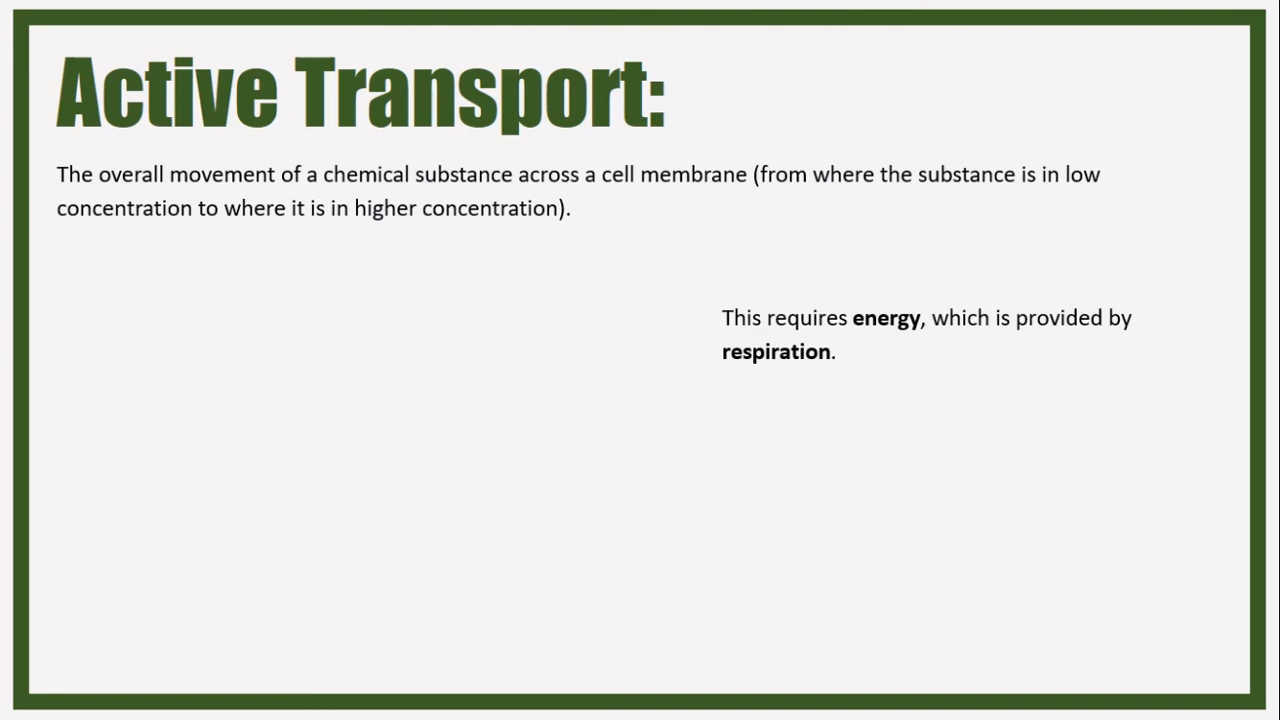 Active Transport:
The overall movement of a chemical substance across a cell membrane (from where the substance is in low
concentration to where it is in higher concentration).
This requires energy, which is provided by
respiration.